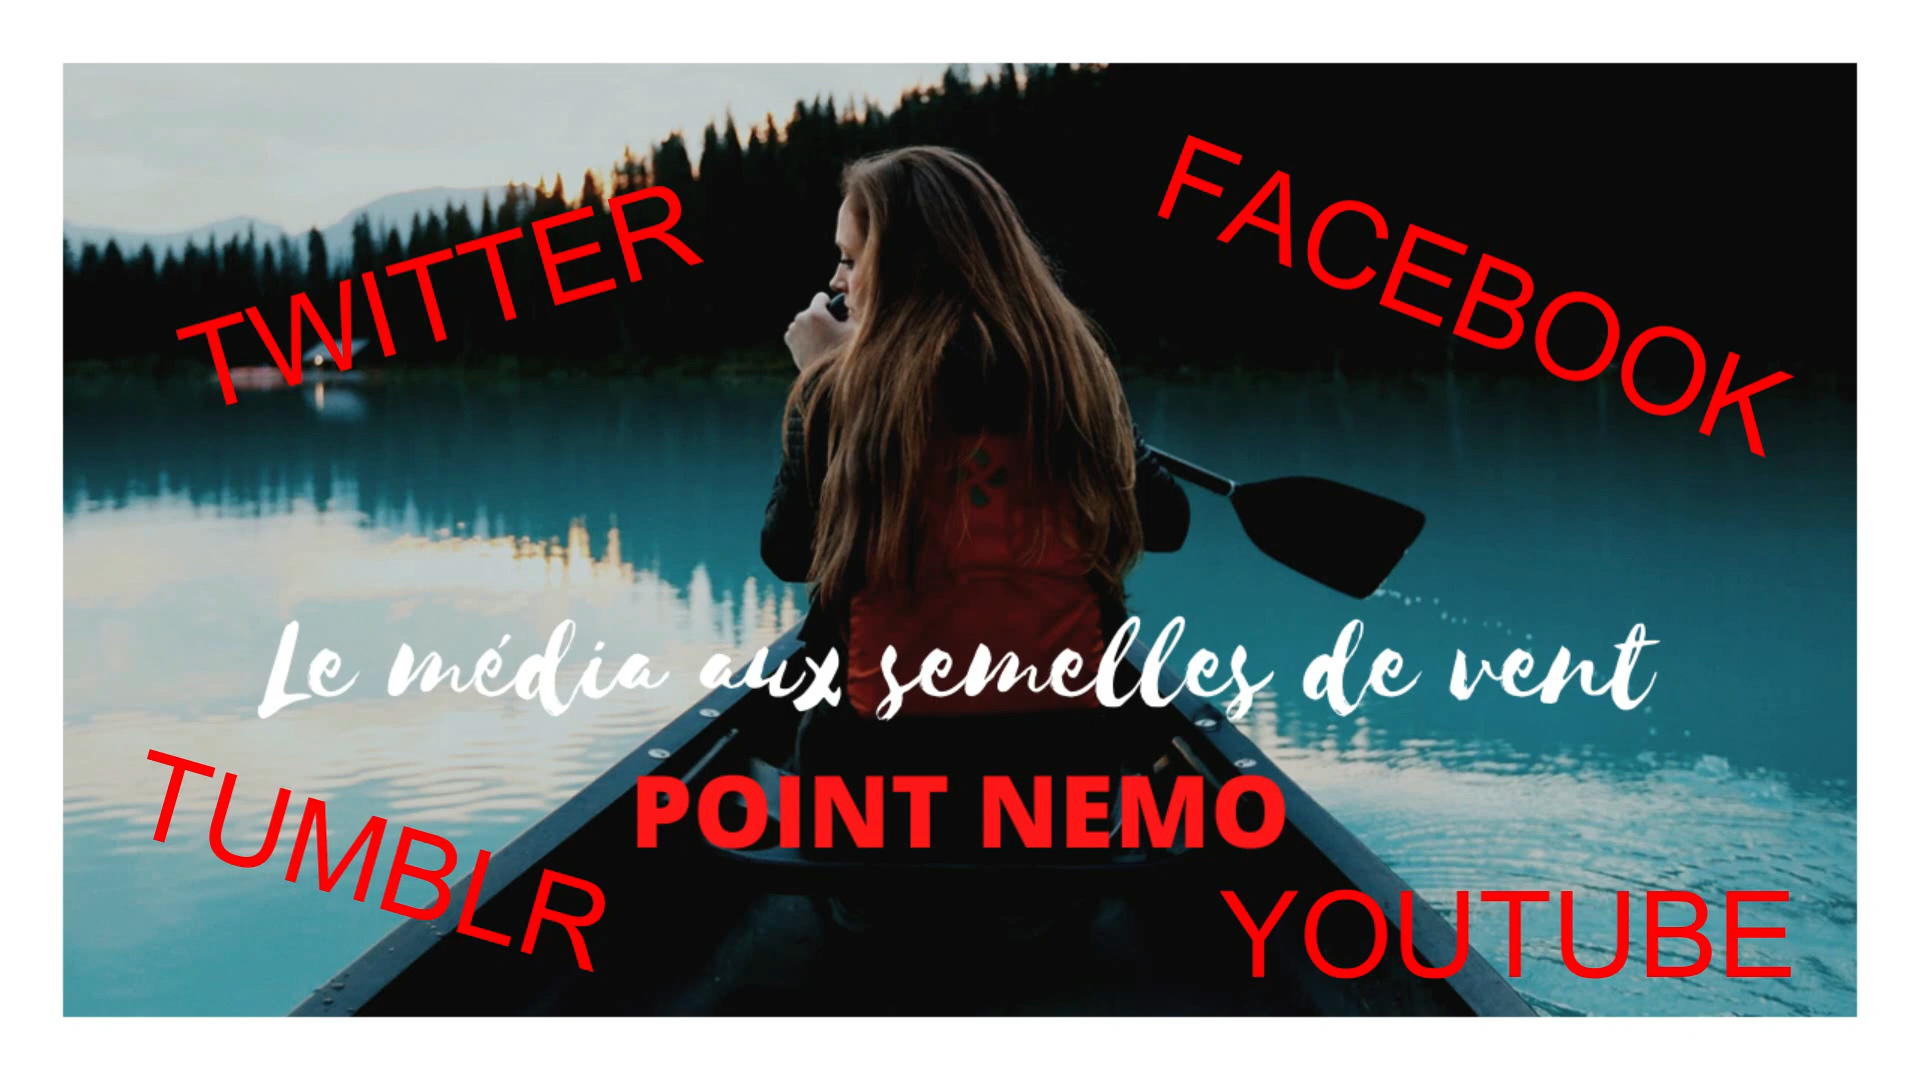 TWITTER
FACEBOOK
Le média aux semelles de vent
TUMBLR
POINT NEMO
YOUTUBE